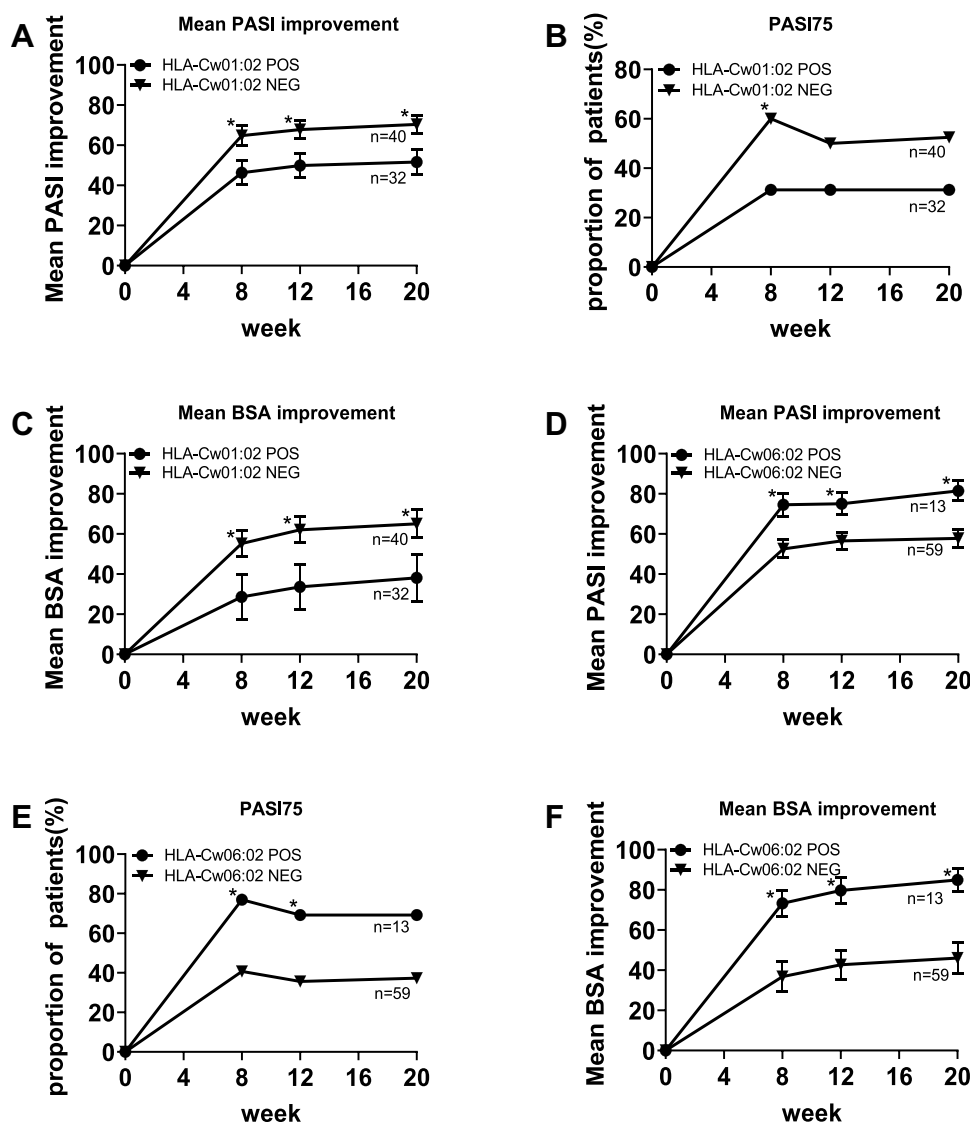 A
Mean PASI improvement
HLA-Cw01:02 POS
HLA-Cw01:02 NEG
Mean PASI improvement
100
80
60
40
20
0
* * *
n=40
n=32
0 4 8 12 16 20
week
B
PASI75
HLA-Cw01:02 POS
HLA-Cw01:02 NEG
proportion of patients(%)
80
60
40
20
0
*
n=40
n=32
0 4 8 12 16 20
week
C
Mean BSA improvement
HLA-Cw01:02 POS
HLA-Cw01:02 NEG
Mean BSA improvement
100
80
60
40
20
0
* * *
n=40
n=32
0 4 8 12 16 20
week
D
Mean PASI improvement
HLA-Cw06:02 POS
HLA-Cw06:02 NEG
Mean PASI improvement
100
80
60
40
20
0
* * *
n=13
n=59
0 4 8 12 16 20
week
E
PASI75
HLA-Cw06:02 POS
HLA-Cw06:02 NEG
proportion of patients(%)
100
80
60
40
20
0
* *
n=13
n=59
0 4 8 12 16 20
week
F
Mean BSA improvement
HLA-Cw06:02 POS
HLA-Cw06:02 NEG
Mean BSA improvement
100
80
60
40
20
0
* * *
n=13
n=59
0 4 8 12 16 20
week